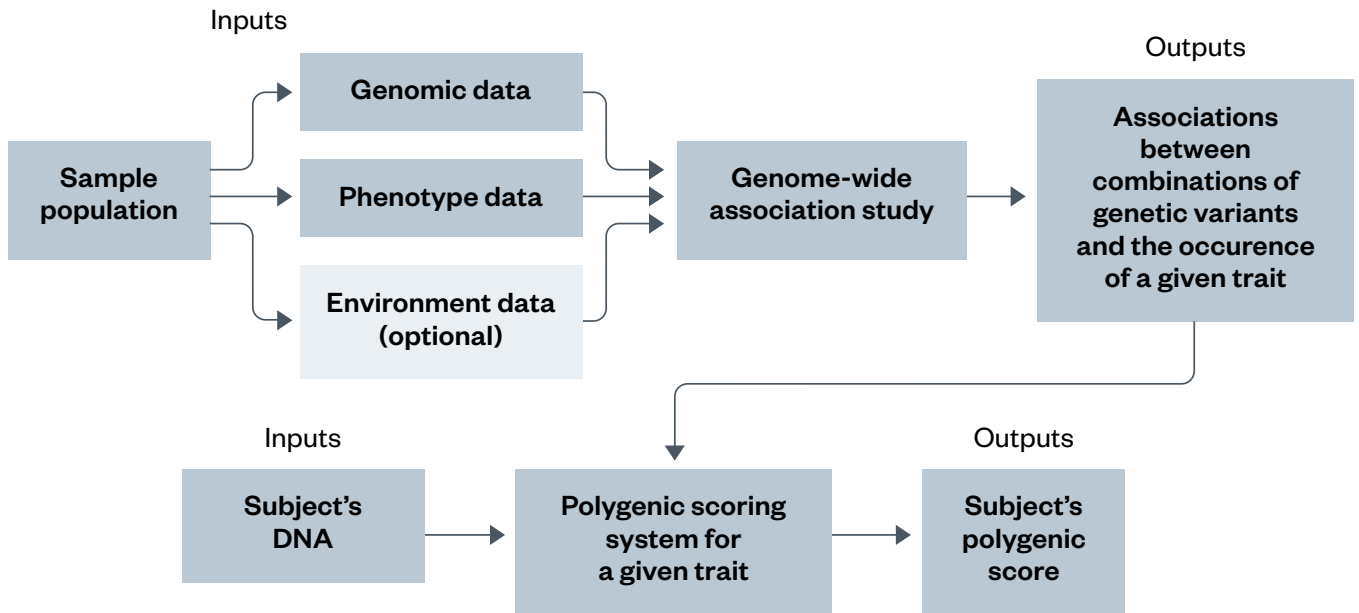 Inputs
Outputs
Sample
population
Genomic data
Phenotype data
Environment data
(optional)
Genome-wide
association study
Associations
between
combinations of
genetic variants
and the occurence
of a given trait
Inputs
Outputs
Subject’s
DNA
Polygenic scoring
system for
a given trait
Subject’s
polygenic
score